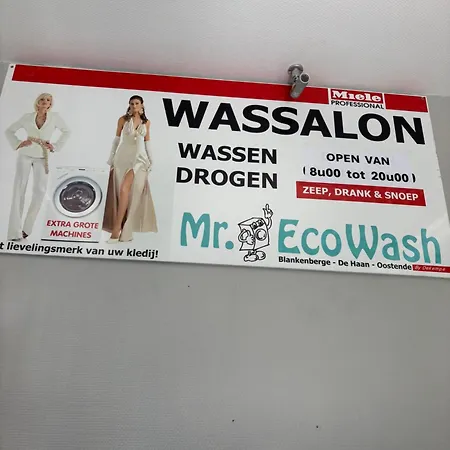 Miele
PROFESSIONAL
WASSALON
WASSEN
DROGEN
OPEN VAN
(8u00 tot 20u00)
ZEEP, DRANK & SNOEP
EXTRA GROTE
MACHINES
t lievelingsmerk van uw kledij!
Mr. EcoWash
Blankenberge - De Haan - Oostende